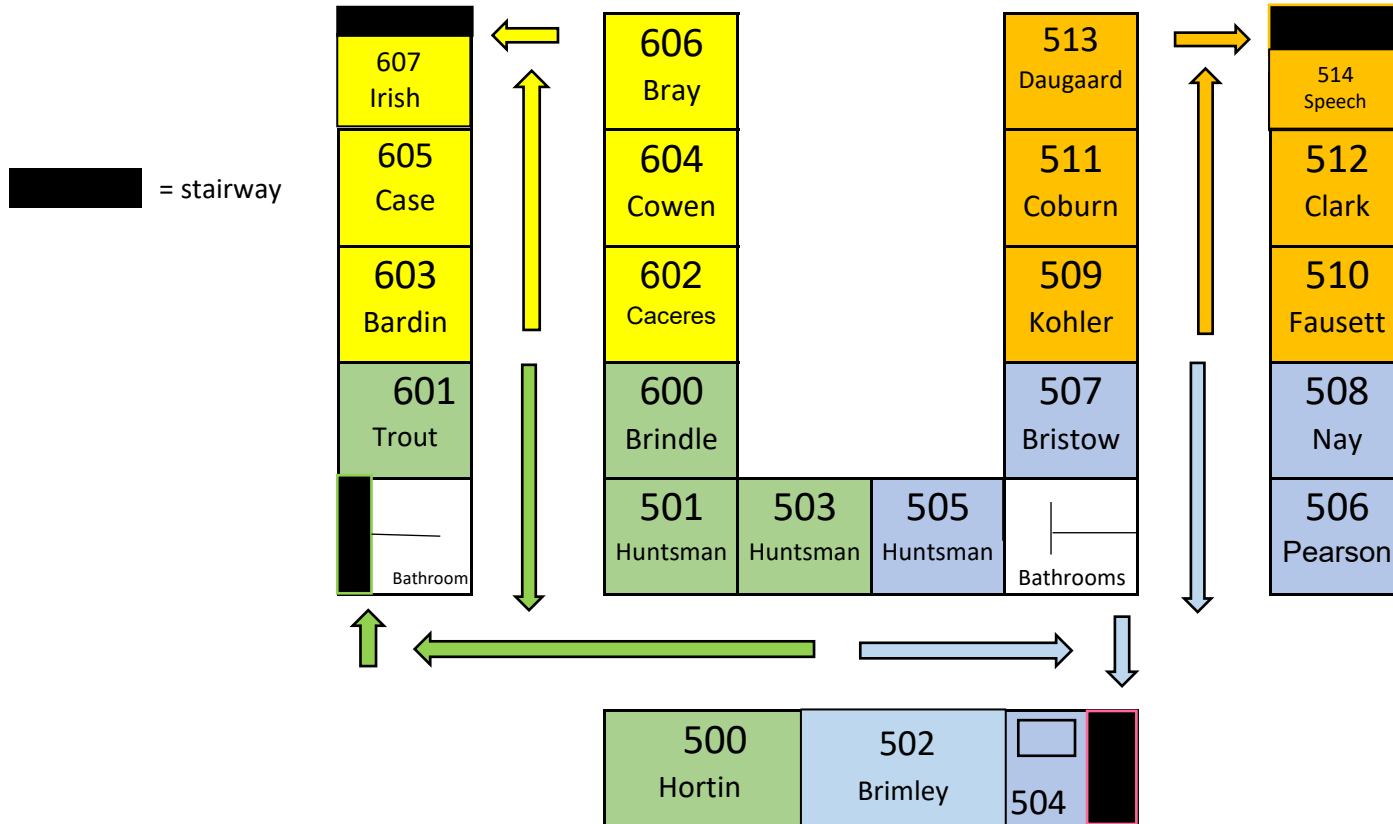 606
Bray
513
Daugaard
607
Irish
514
Speech
= stairway
605
Case
604
Cowen
511
Coburn
512
Clark
603
Bardin
602
Caceres
509
Kohler
510
Fausett
601
Trout
600
Brindle
507
Bristow
508
Nay
Bathroom
501
Huntsman
503
Huntsman
505
Huntsman
Bathrooms
506
Pearson
500
Hortin
502
Brimley
504